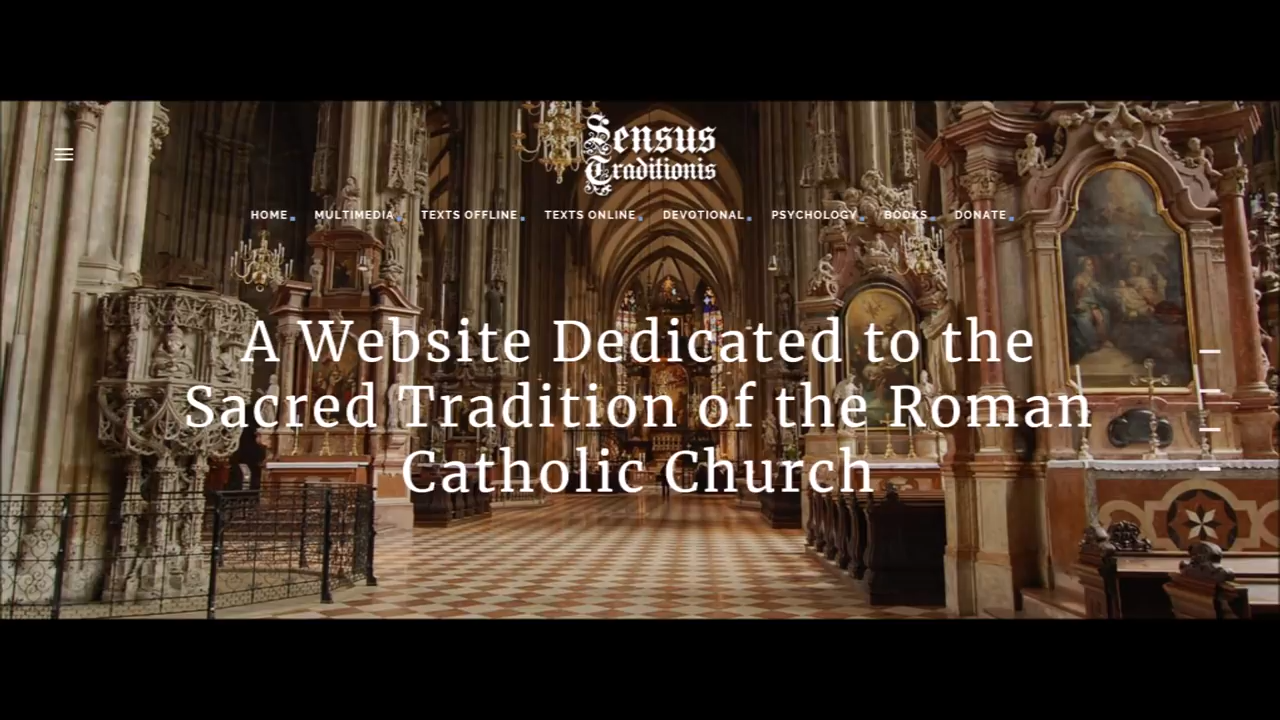 Sensus
Traditionis
HOME MULTIMEDIA TEXTS OFFLINE TEXTS ONLINE DEVOTIONAL PSYCHOLOGY BOOKS DONATE
A Website Dedicated to the
Sacred Tradition of the Roman
Catholic Church